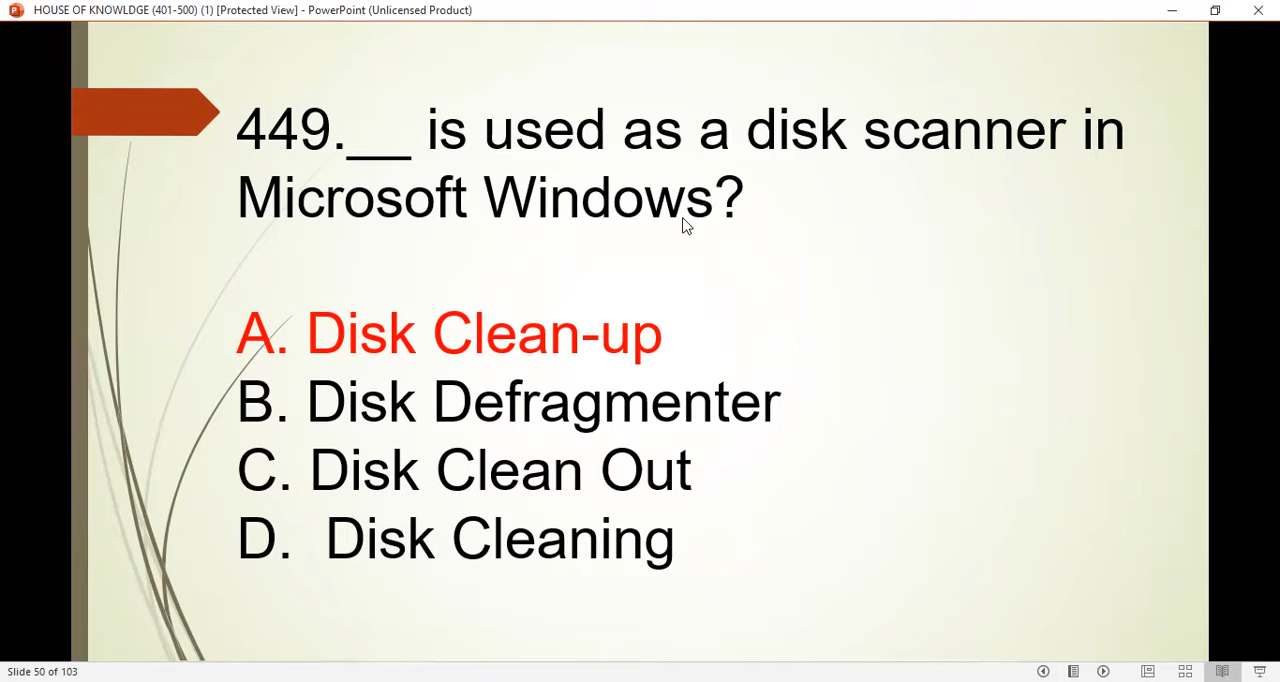 HOUSE OF KNOWLDGE (401-500) (1) [Protected View] - PowerPoint (Unlicensed Product)
449.__ is used as a disk scanner in
Microsoft Windows?
A. Disk Clean-up
B. Disk Defragmenter
C. Disk Clean Out
D. Disk Cleaning
Slide 50 of 103